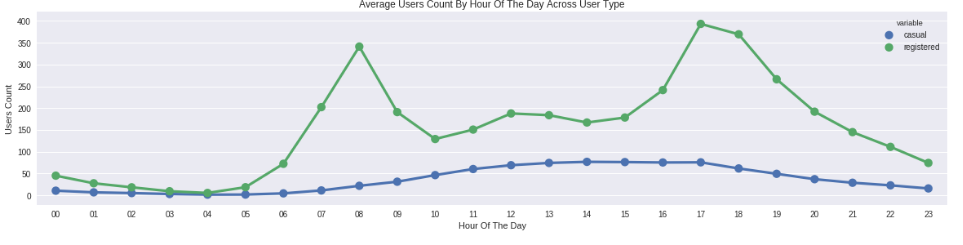 Average Users Count By Hour Of The Day Across User Type
variable
casual
registered
Users Count
400
350
300
250
200
150
100
50
0
00 01 02 03 04 05 06 07 08 09 10 11 12 13 14 15 16 17 18 19 20 21 22 23
Hour Of The Day